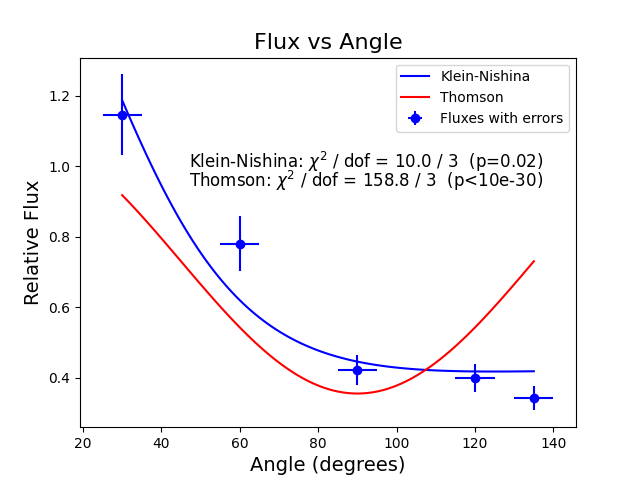 Flux vs Angle
Klein-Nishina
Thomson
Fluxes with errors
Klein-Nishina: χ² / dof = 10.0 / 3 (p=0.02)
Thomson: χ² / dof = 158.8 / 3 (p<10e-30)
Relative Flux
1.2
1.0
0.8
0.6
0.4
20 40 60 80 100 120 140
Angle (degrees)